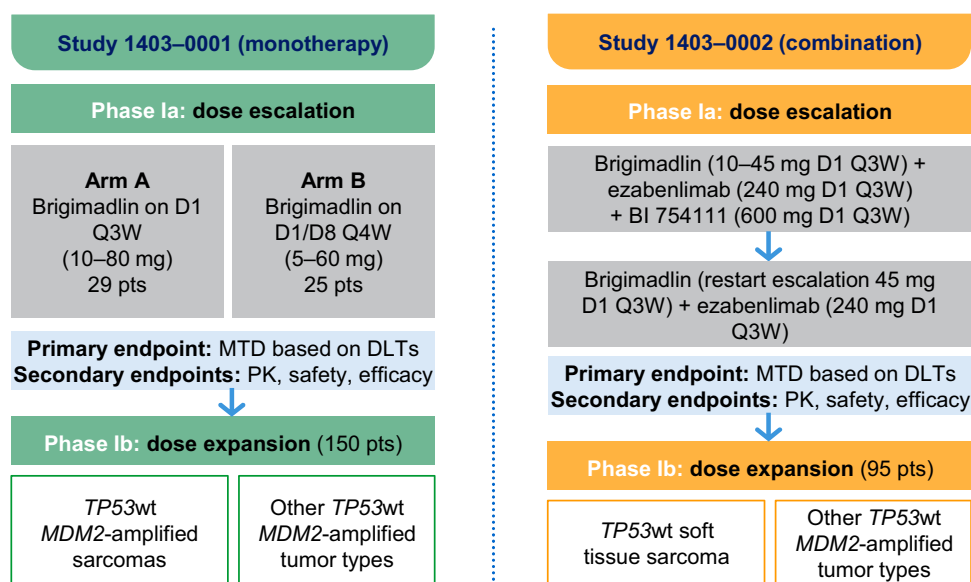 Study 1403–0001 (monotherapy)
Phase Ia: dose escalation
Arm A
Brigimadlin on D1
Q3W
(10–80 mg)
29 pts
Arm B
Brigimadlin on
D1/D8 Q4W
(5–60 mg)
25 pts
Primary endpoint: MTD based on DLTs
Secondary endpoints: PK, safety, efficacy
Phase Ib: dose expansion (150 pts)
TP53wt
MDM2-amplified
sarcomas
Other TP53wt
MDM2-amplified
tumor types
Study 1403–0002 (combination)
Phase Ia: dose escalation
Brigimadlin (10–45 mg D1 Q3W) +
ezabenlimab (240 mg D1 Q3W)
+ BI 754111 (600 mg D1 Q3W)
Brigimadlin (restart escalation 45 mg
D1 Q3W) + ezabenlimab (240 mg D1
Q3W)
Primary endpoint: MTD based on DLTs
Secondary endpoints: PK, safety, efficacy
Phase Ib: dose expansion (95 pts)
TP53wt soft
tissue sarcoma
Other TP53wt
MDM2-amplified
tumor types